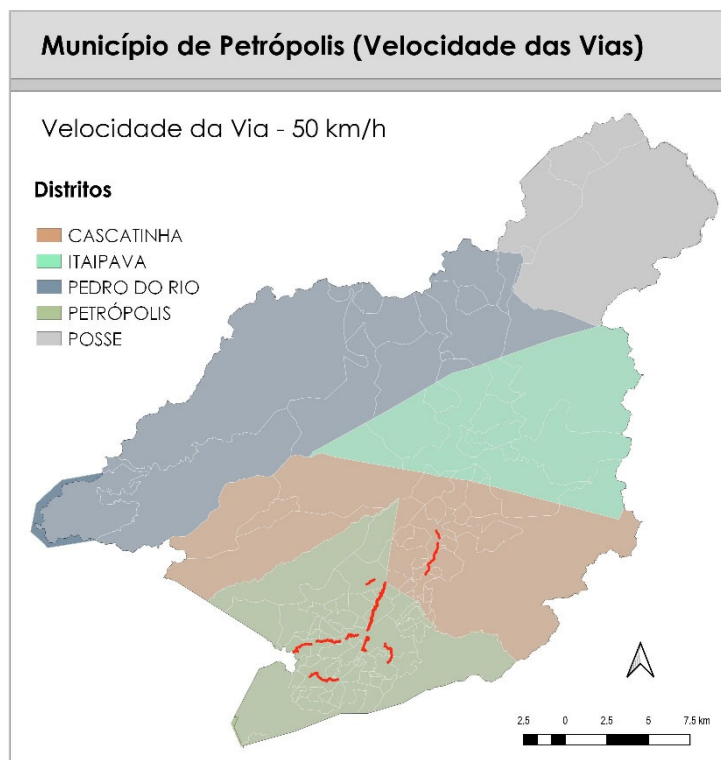 Município de Petrópolis (Velocidade das Vias)
Velocidade da Via - 50 km/h
Distritos
CASCATINHA
ITAIPAVA
PEDRO DO RIO
PETRÓPOLIS
POSSE
2.5 0 2.5 5 7.5 km